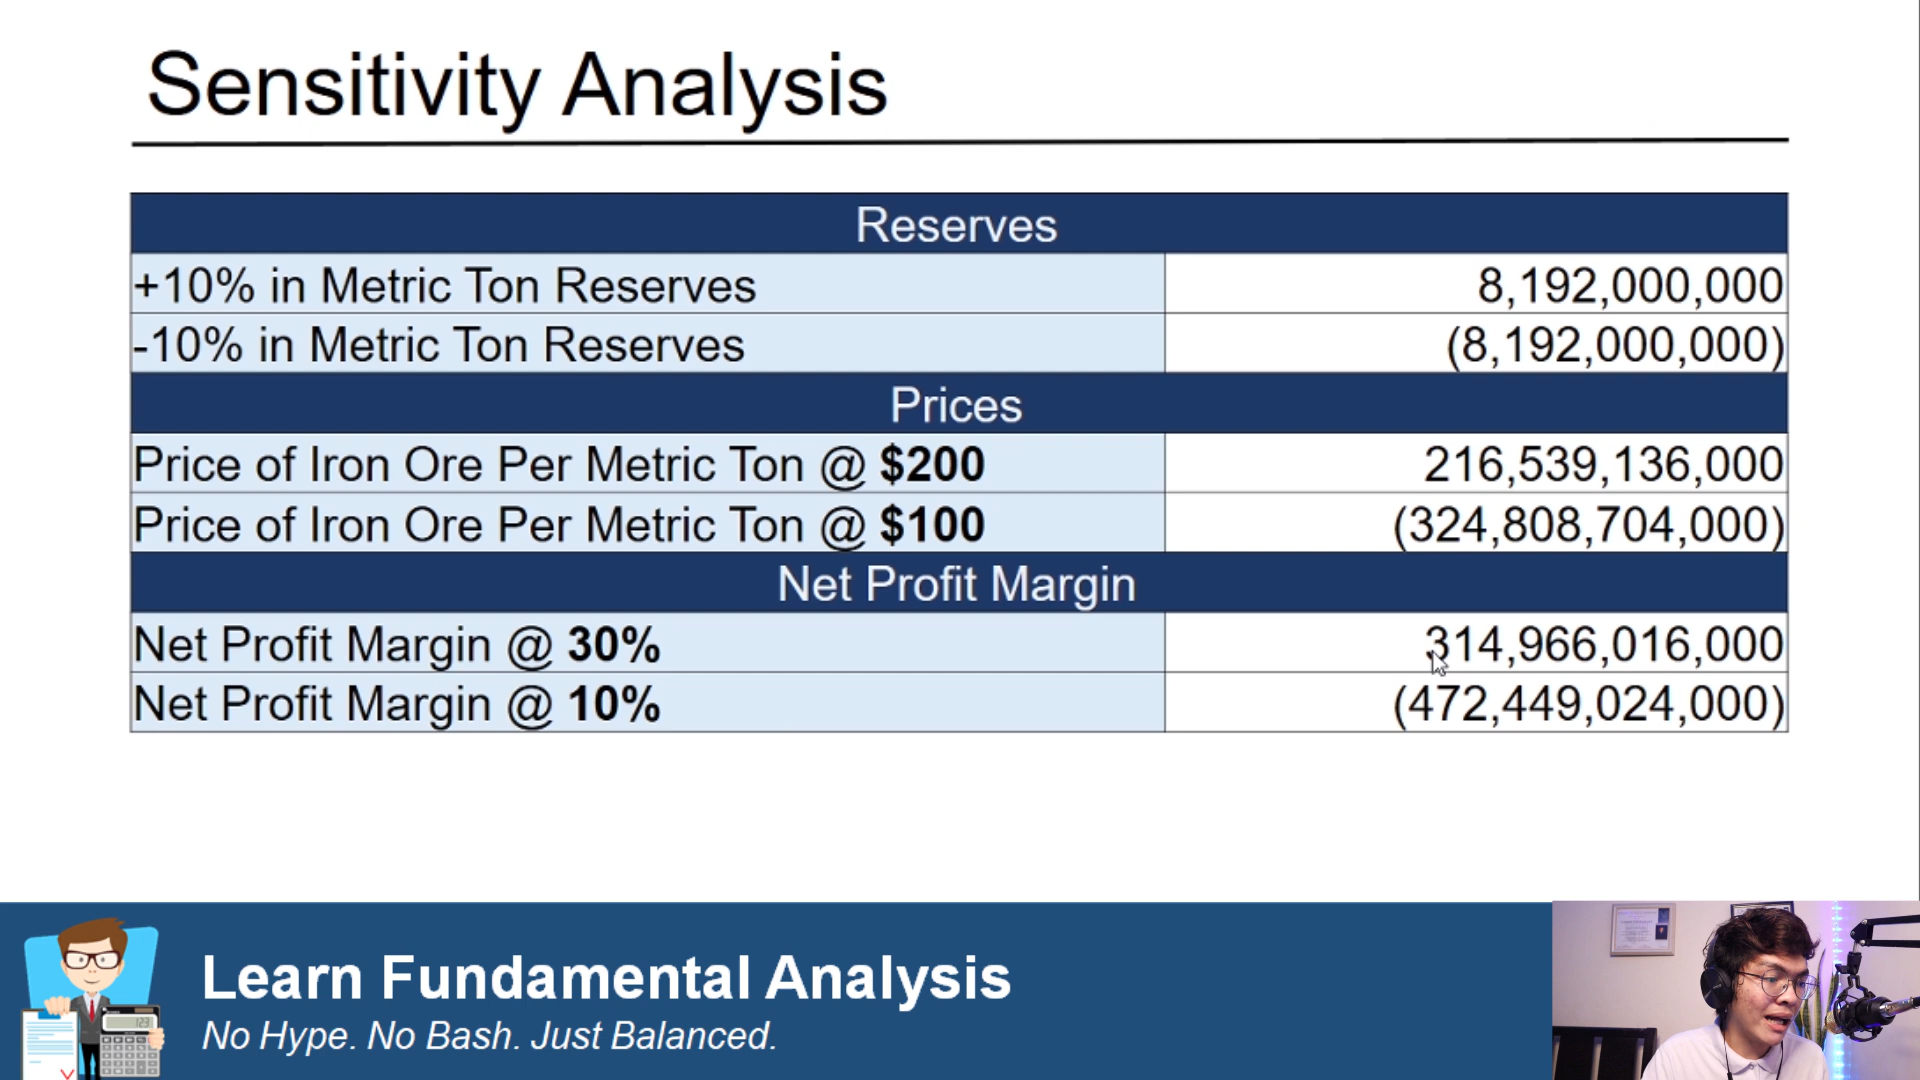 Sensitivity Analysis
Reserves
+10% in Metric Ton Reserves 8,192,000,000
-10% in Metric Ton Reserves (8,192,000,000)
Prices
Price of Iron Ore Per Metric Ton @ $200 216,539,136,000
Price of Iron Ore Per Metric Ton @ $100 (324,808,704,000)
Net Profit Margin
Net Profit Margin @ 30% 314,966,016,000
Net Profit Margin @ 10% (472,449,024,000)
Learn Fundamental Analysis
No Hype. No Bash. Just Balanced.
123